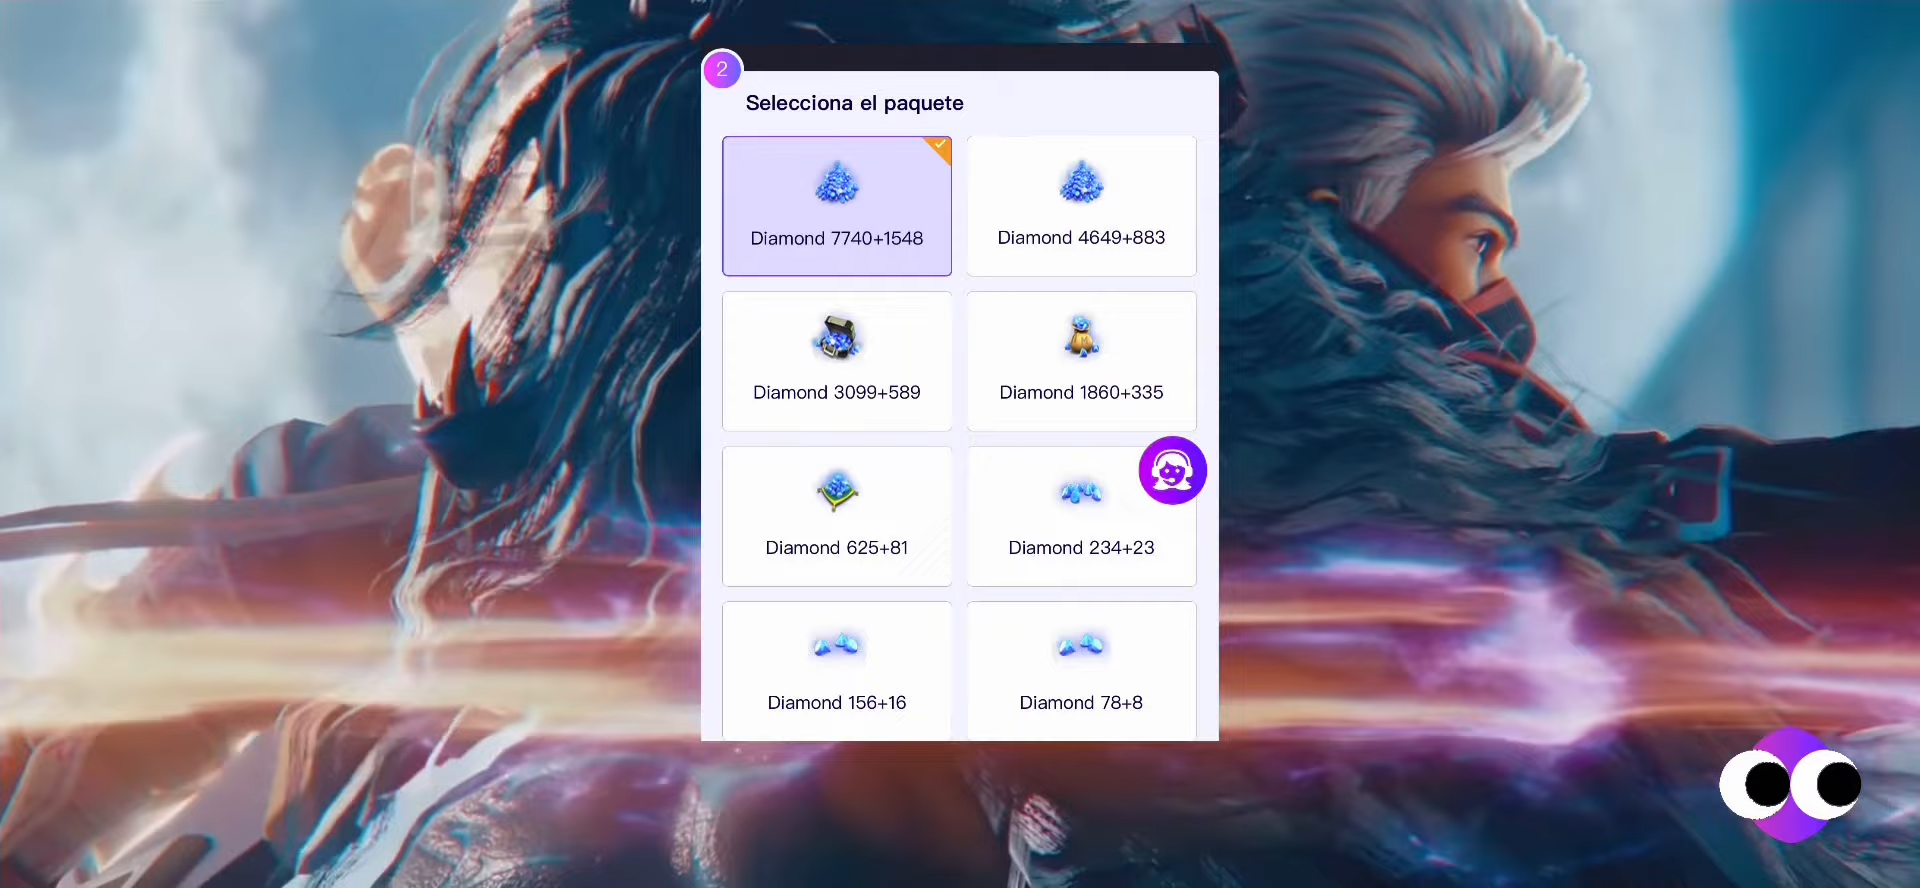 2
Selecciona el paquete
Diamond 7740+1548
Diamond 4649+883
Diamond 3099+589
Diamond 1860+335
Diamond 625+81
Diamond 234+23
Diamond 156+16
Diamond 78+8